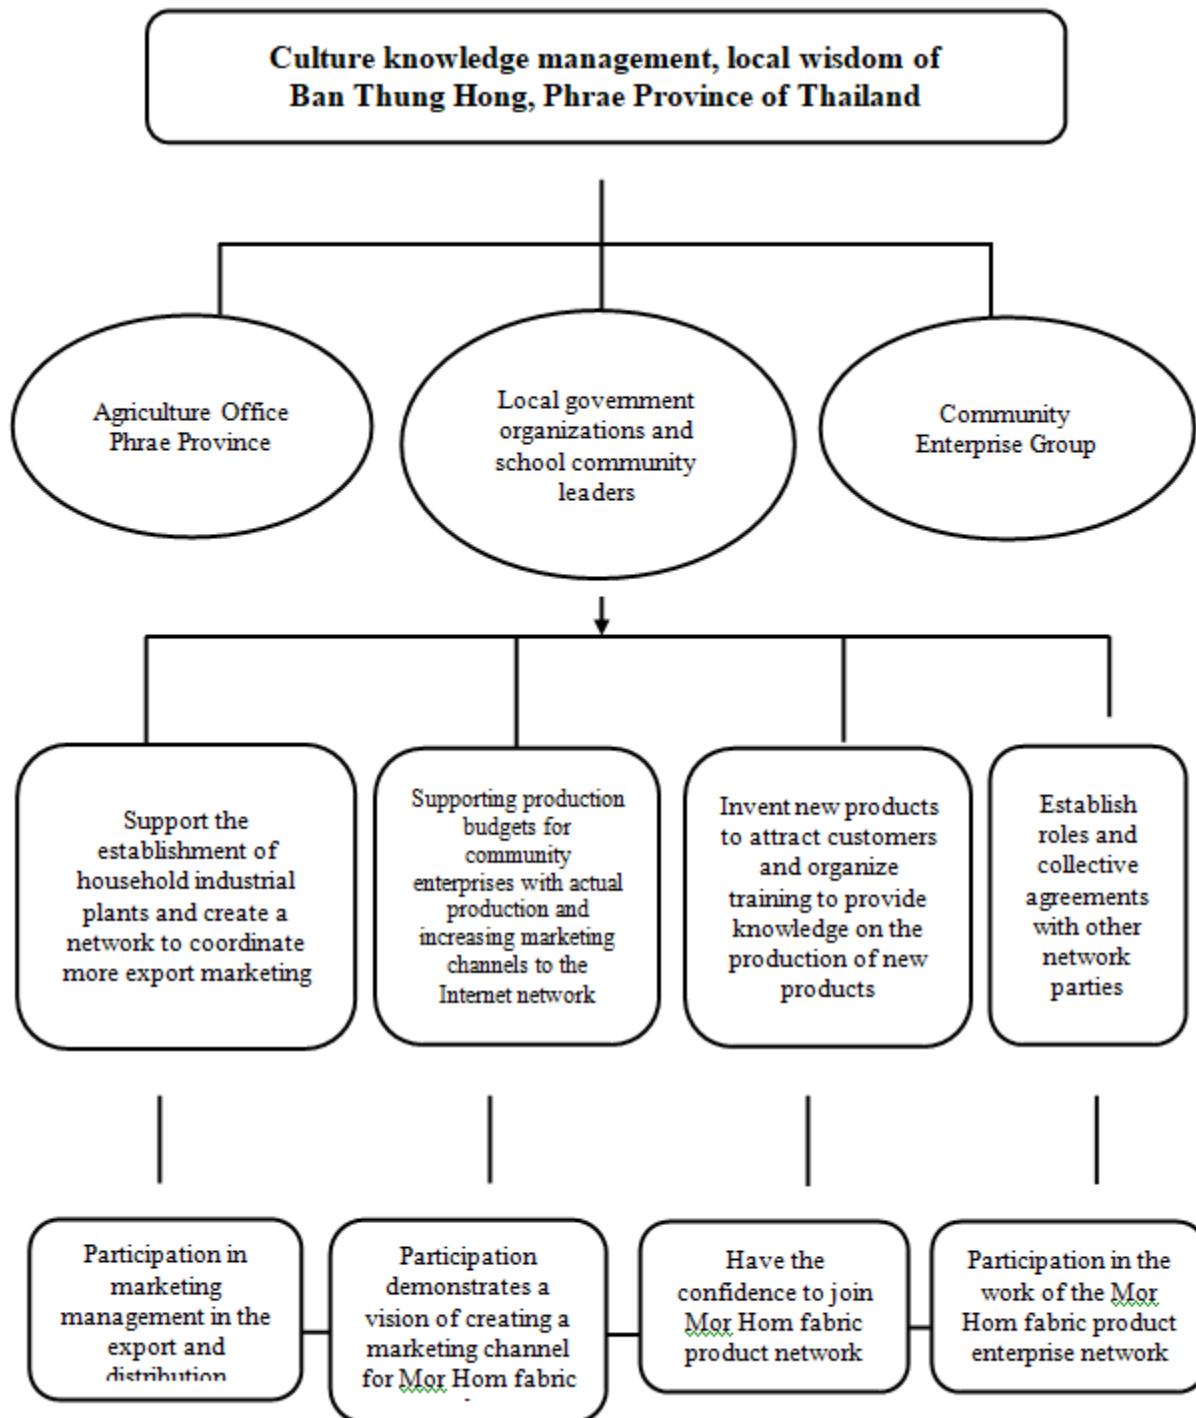 Culture knowledge management, local wisdom of
Ban Thung Hong, Phrae Province of Thailand
Agriculture Office
Phrae Province
Local government
organizations and
school community
leaders
Community
Enterprise Group
Support the
establishment of
household industrial
plants and create a
network to coordinate
more export marketing
Supporting production
budgets for
community
enterprises with actual
production and
increasing marketing
channels to the
Internet network
Invent new products
to attract customers
and organize
training to provide
knowledge on the
production of new
products
Establish
roles and
collective
agreements
with other
network
parties
Participation in
marketing
management in the
export and
distribution
Participation
demonstrates a
vision of creating a
marketing channel
for Mor Hom fabric
Have the
confidence to join
Mor Hom fabric
product network
Participation in the
work of the Mor
Hom fabric product
enterprise network